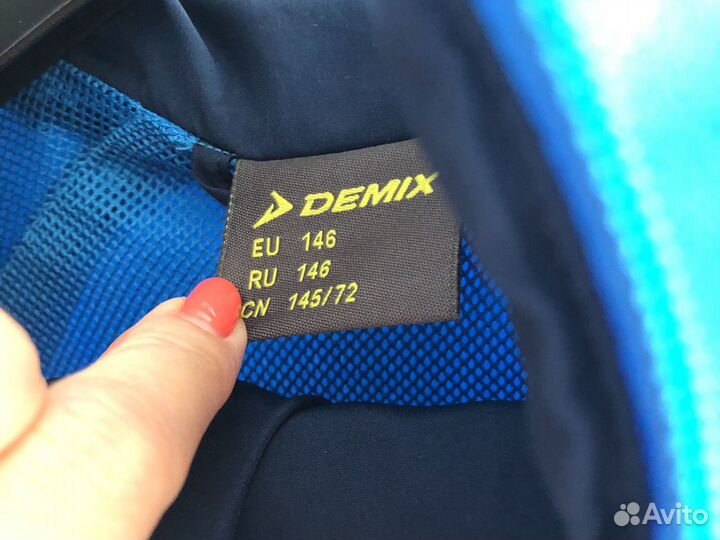 DEMIX
EU 146
RU 146
CN 145/72
Avito